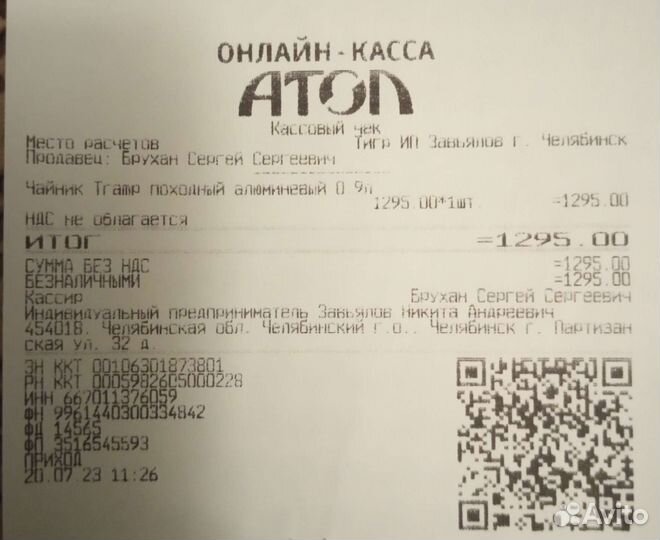 ОНЛАЙН-КАССА
АТОЛ
Кассовый чек
Место расчетов Тигр ИП Завьялов г. Челябинск
Продавец: Брухан Сергей Сергеевич
Чайник Tramp походный алюминевый 0.9л
1295.00*1шт. =1295.00
НДС не облагается
ИТОГ =1295.00
СУММА БЕЗ НДС =1295.00
БЕЗНАЛИЧНЫМИ =1295.00
Кассир Брухан Сергей Сергеевич
Индивидуальный предприниматель Завьялов Никита Андреевич
454018. Челябинская обл. Челябинский г.о.. Челябинск г. Партизан
ская ул. 32 д.
ЗН ККТ 00106301873801
РН ККТ 0005982605000228
ИНН 667011376059
ФН 9961440300334842
ФД 14565
ФП 3516545593
ПРИХОД
20.07.23 11:26
Avito